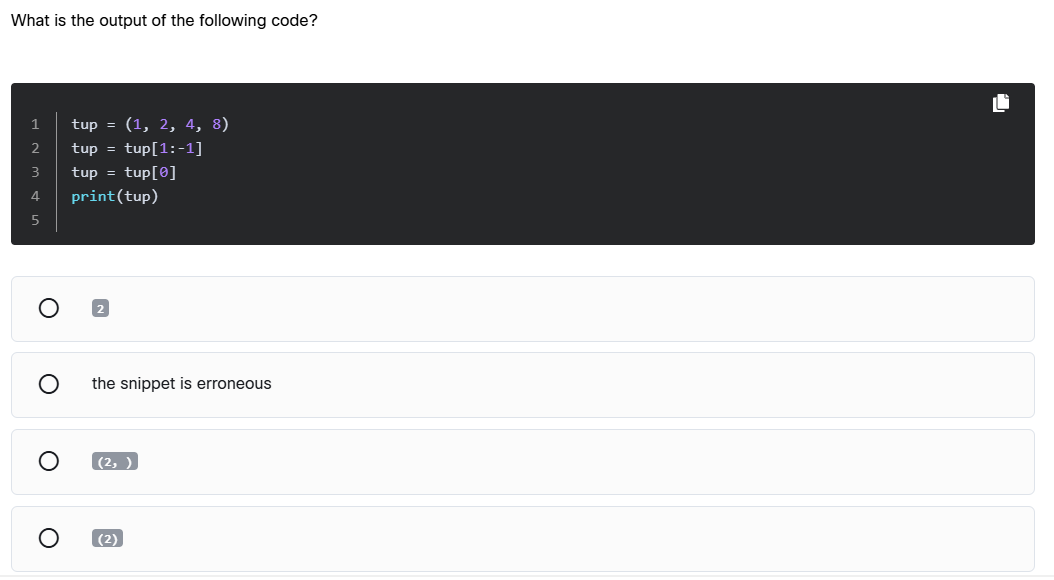 What is the output of the following code?
1 tup = (1, 2, 4, 8)
2 tup = tup[1:-1]
3 tup = tup[0]
4 print(tup)
5
2
the snippet is erroneous
(2, )
(2)